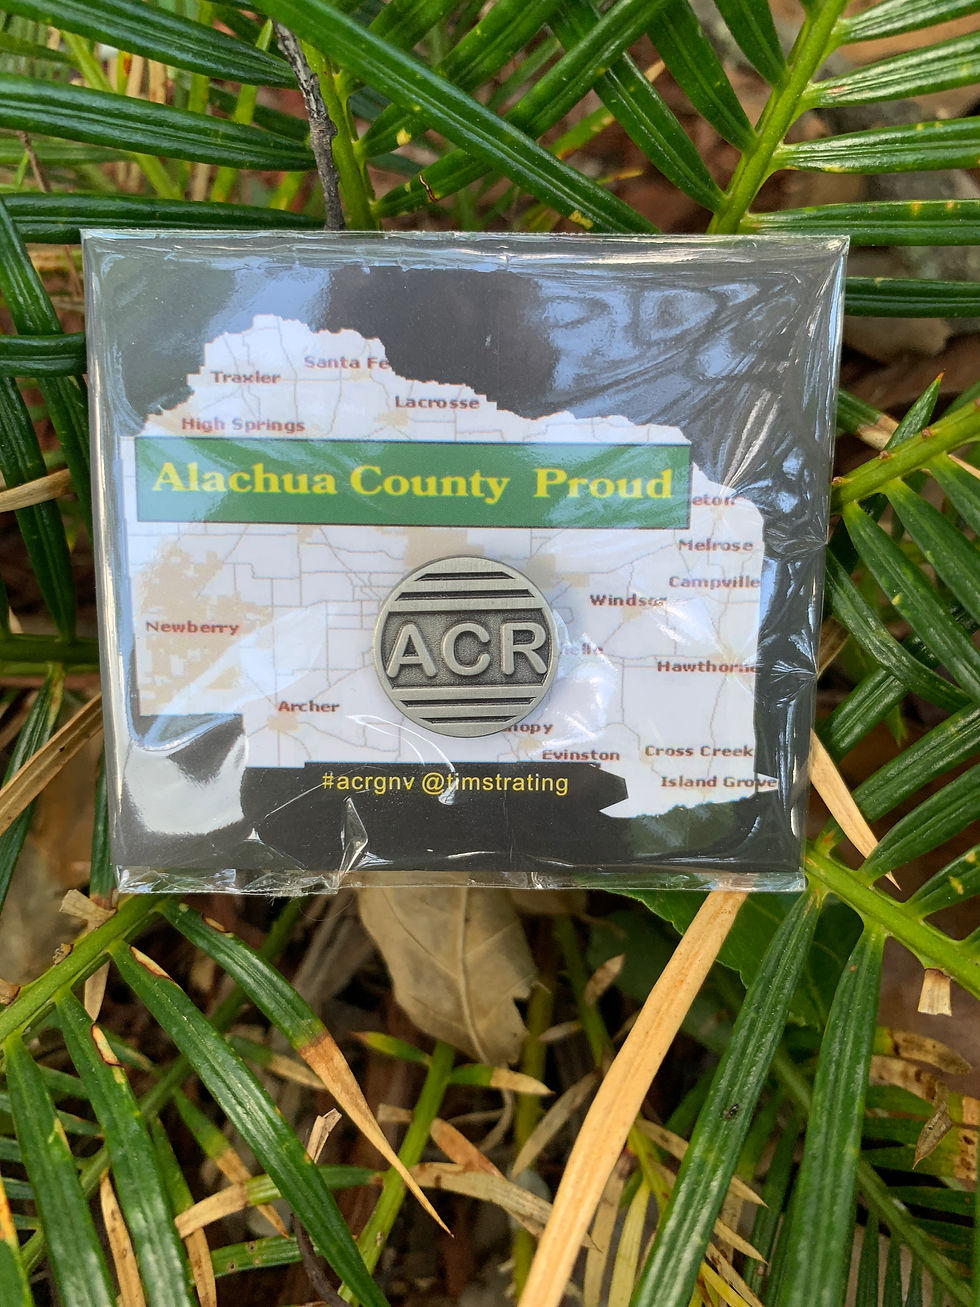 Santa Fe
Traxler
Lacrosse
High Springs
Alachua County Proud
Melrose
Campville
Windsor
Newberry
ACR
Hawthorne
Archer
Evinston
Cross Creek
Island Grove
#acrgnv @timstrating